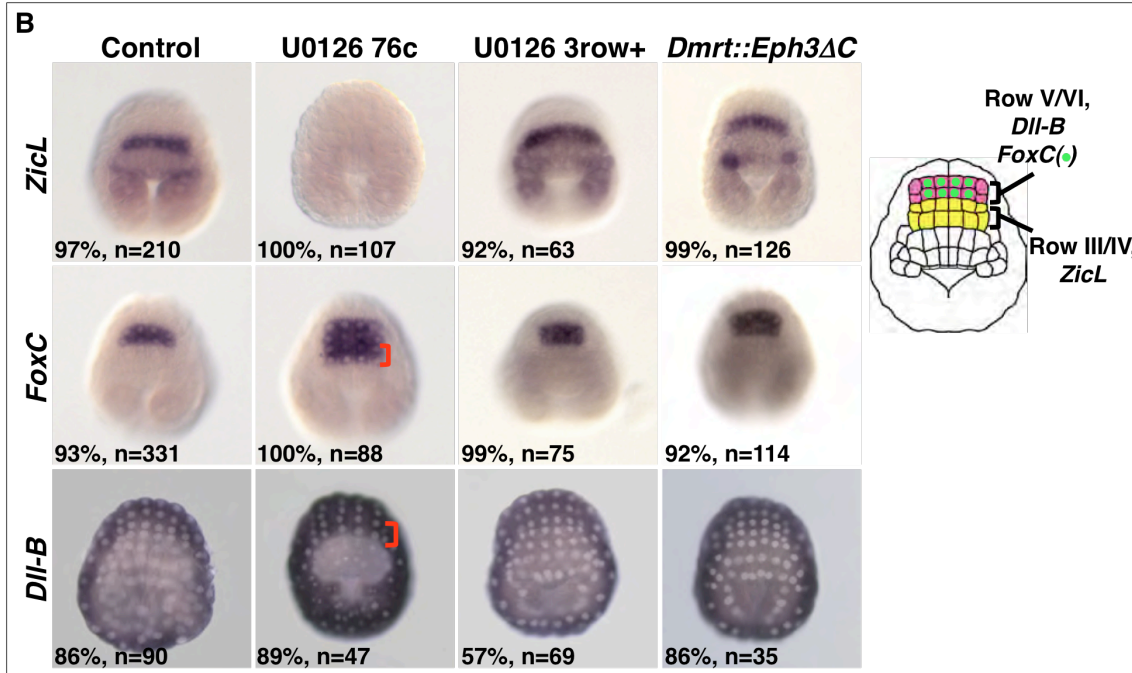 B
Control
U0126 76c
U0126 3row+
Dmrt::Eph3ΔC
ZicL
97%, n=210
100%, n=107
92%, n=63
99%, n=126
FoxC
93%, n=331
100%, n=88
99%, n=75
92%, n=114
Dll-B
86%, n=90
89%, n=47
57%, n=69
86%, n=35
Row V/VI,
Dll-B
FoxC(•)
Row III/IV,
ZicL